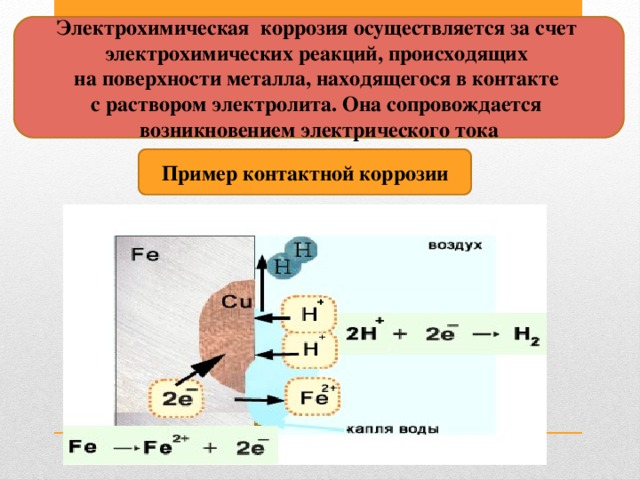 Электрохимическая коррозия осуществляется за счет
электрохимических реакций, происходящих
на поверхности металла, находящегося в контакте
с раствором электролита. Она сопровождается
возникновением электрического тока
Пример контактной коррозии
Fe
воздух
H
H
Cu
H⁺
2H⁺ + 2e⁻ → H₂
H⁺
2e⁻
Fe²⁺
капля воды
Fe → Fe²⁺ + 2e⁻